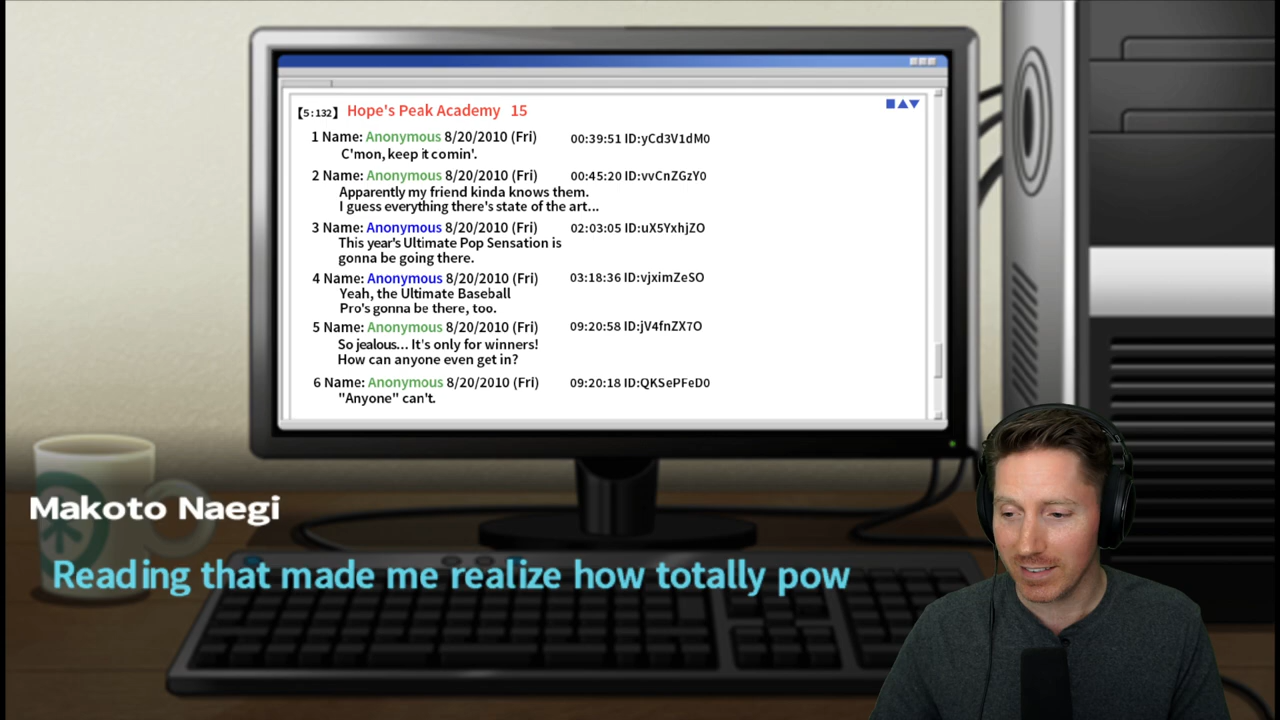 【5:132】 Hope's Peak Academy 15
1 Name: Anonymous 8/20/2010 (Fri) 00:39:51 ID:yCd3V1dM0
C'mon, keep it comin'.
2 Name: Anonymous 8/20/2010 (Fri) 00:45:20 ID:vvCnZGzY0
Apparently my friend kinda knows them.
I guess everything there's state of the art...
3 Name: Anonymous 8/20/2010 (Fri) 02:03:05 ID:uX5YxhjZO
This year's Ultimate Pop Sensation is
gonna be going there.
4 Name: Anonymous 8/20/2010 (Fri) 03:18:36 ID:vjximZeSO
Yeah, the Ultimate Baseball
Pro's gonna be there, too.
5 Name: Anonymous 8/20/2010 (Fri) 09:20:58 ID:jV4fnZX7O
So jealous... It's only for winners!
How can anyone even get in?
6 Name: Anonymous 8/20/2010 (Fri) 09:20:18 ID:QKSePFeD0
"Anyone" can't.
Makoto Naegi
Reading that made me realize how totally pow